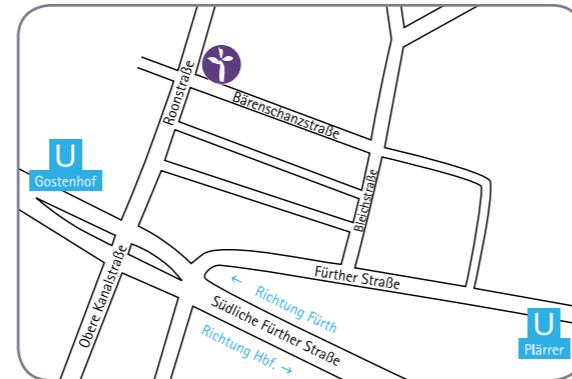 Roonstraße
Bärenschanzstraße
U
Gostenhof
Bleichstraße
Obere Kanalstraße
Fürther Straße
← Richtung Fürth
Südliche Fürther Straße
Richtung Hbf. →
U
Plärrer